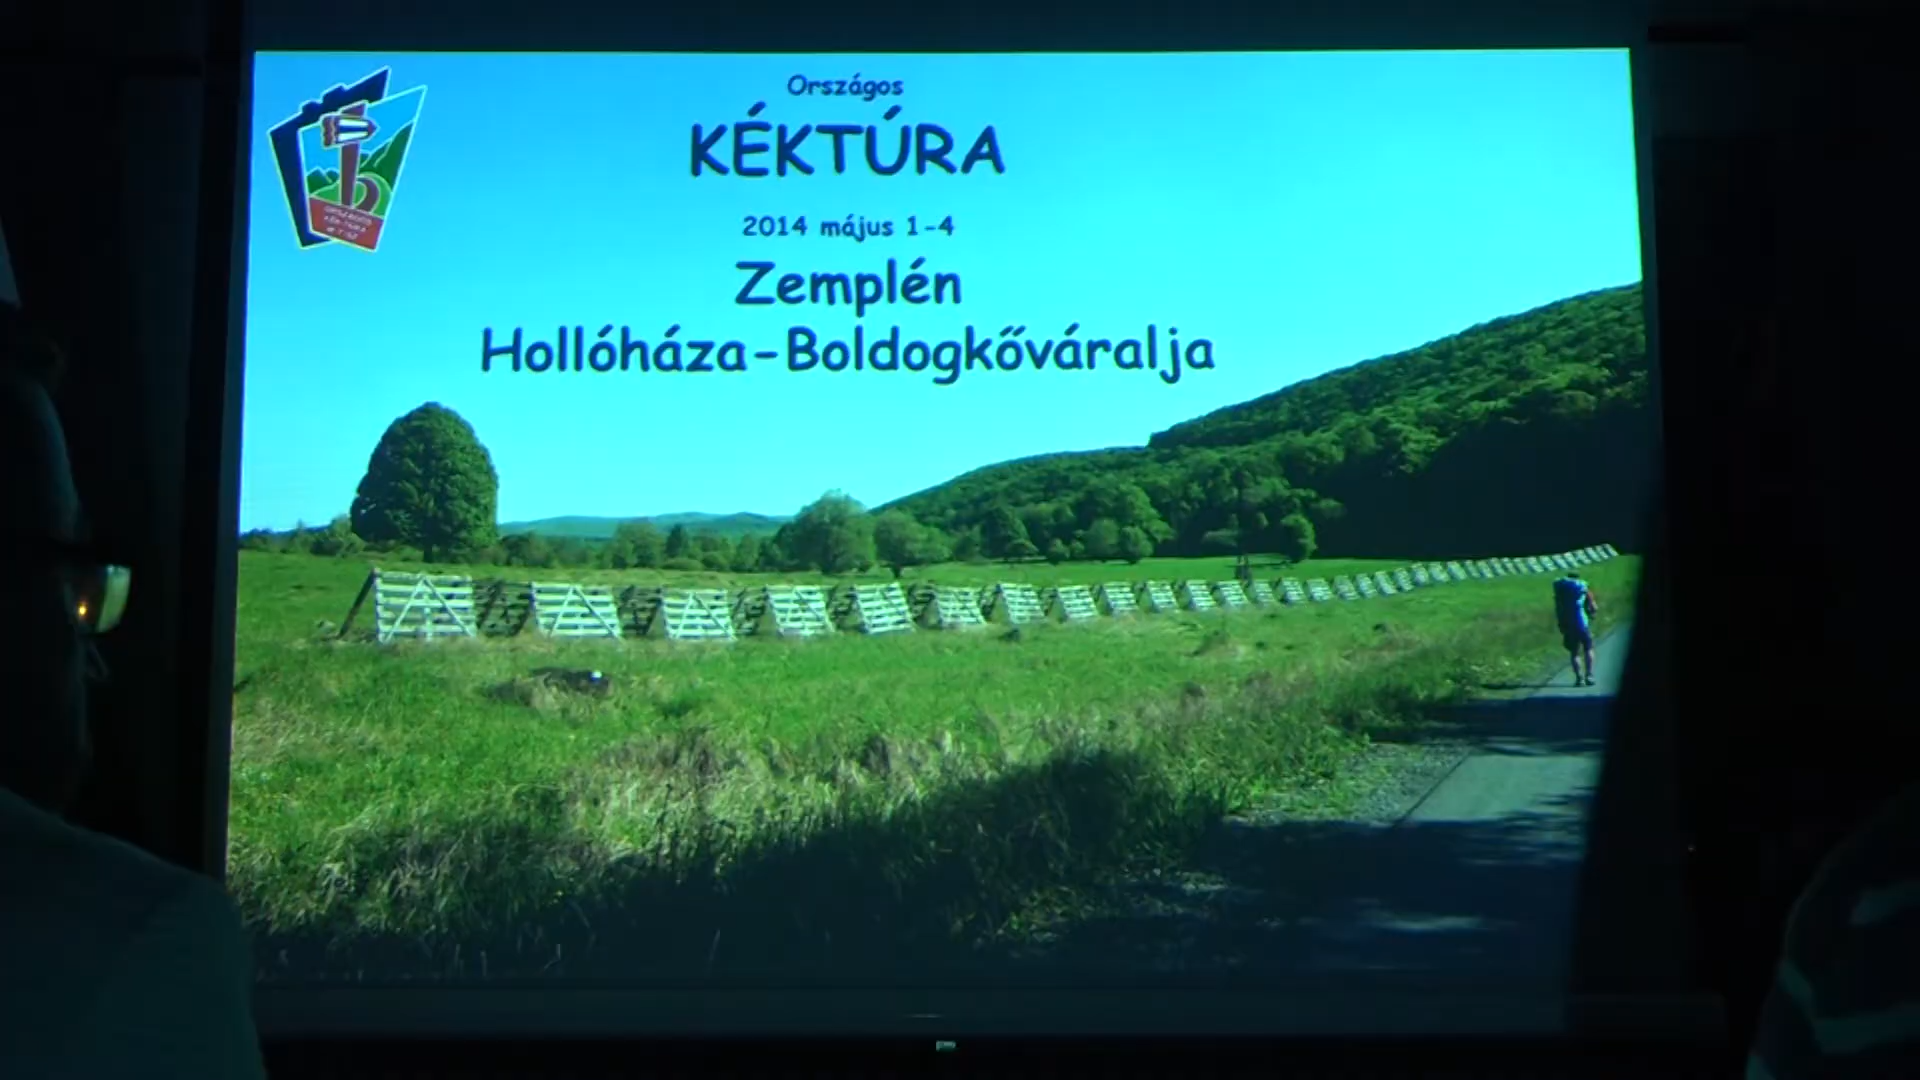 Országos
KÉKTÚRA
2014 május 1-4
Zemplén
Hollóháza-Boldogkőváralja